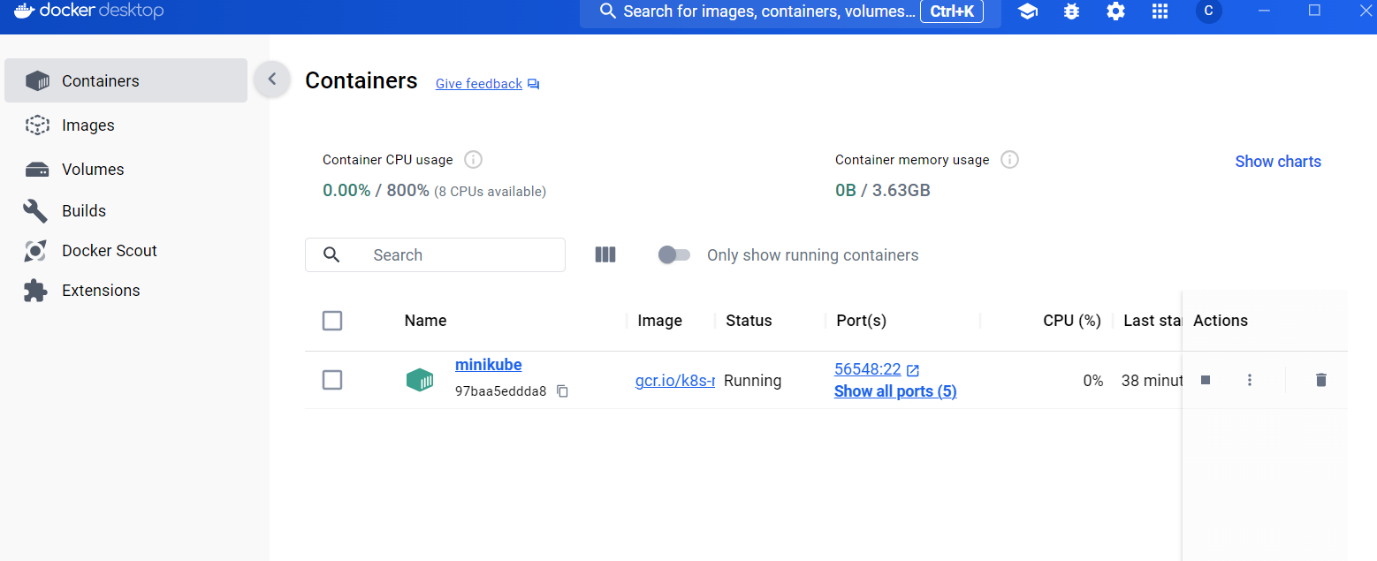 docker desktop
Search for images, containers, volumes... Ctrl+K
C
Containers
Images
Volumes
Builds
Docker Scout
Extensions
Containers Give feedback
Container CPU usage
0.00% / 800% (8 CPUs available)
Container memory usage
0B / 3.63GB
Show charts
Search
Only show running containers
Name Image Status Port(s) CPU (%) Last sta Actions
minikube
97baa5eddda8
gcr.io/k8s-r
Running
56548:22
Show all ports (5)
0%
38 minut